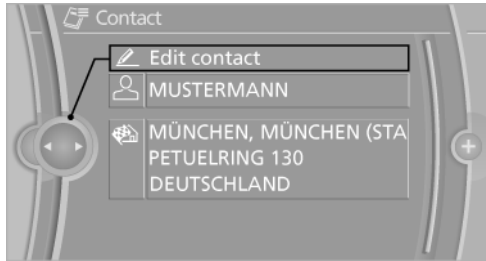 Contact
Edit contact
MUSTERMANN
MÜNCHEN, MÜNCHEN (STA
PETUELRING 130
DEUTSCHLAND